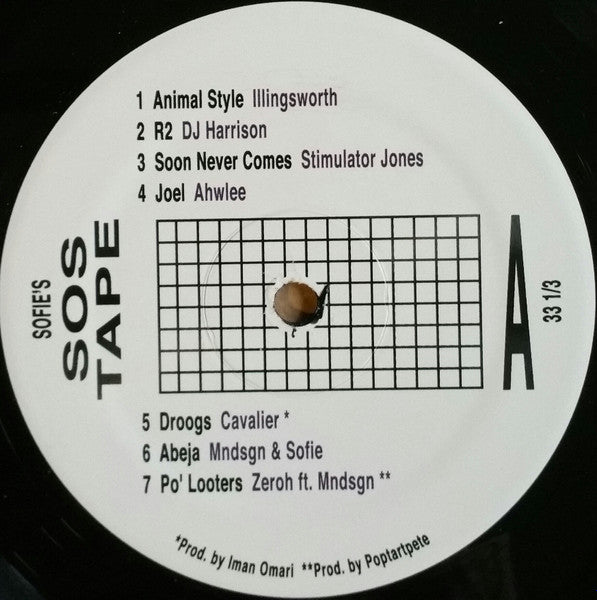 1 Animal Style Illingsworth
2 R2 DJ Harrison
3 Soon Never Comes Stimulator Jones
4 Joel Ahwlee
SOFIE'S
SOS
TAPE
A
33 1/3
5 Droogs Cavalier *
6 Abeja Mndsgn & Sofie
7 Po' Looters Zeroh ft. Mndsgn **
*Prod. by Iman Omari **Prod. by Poptartpete